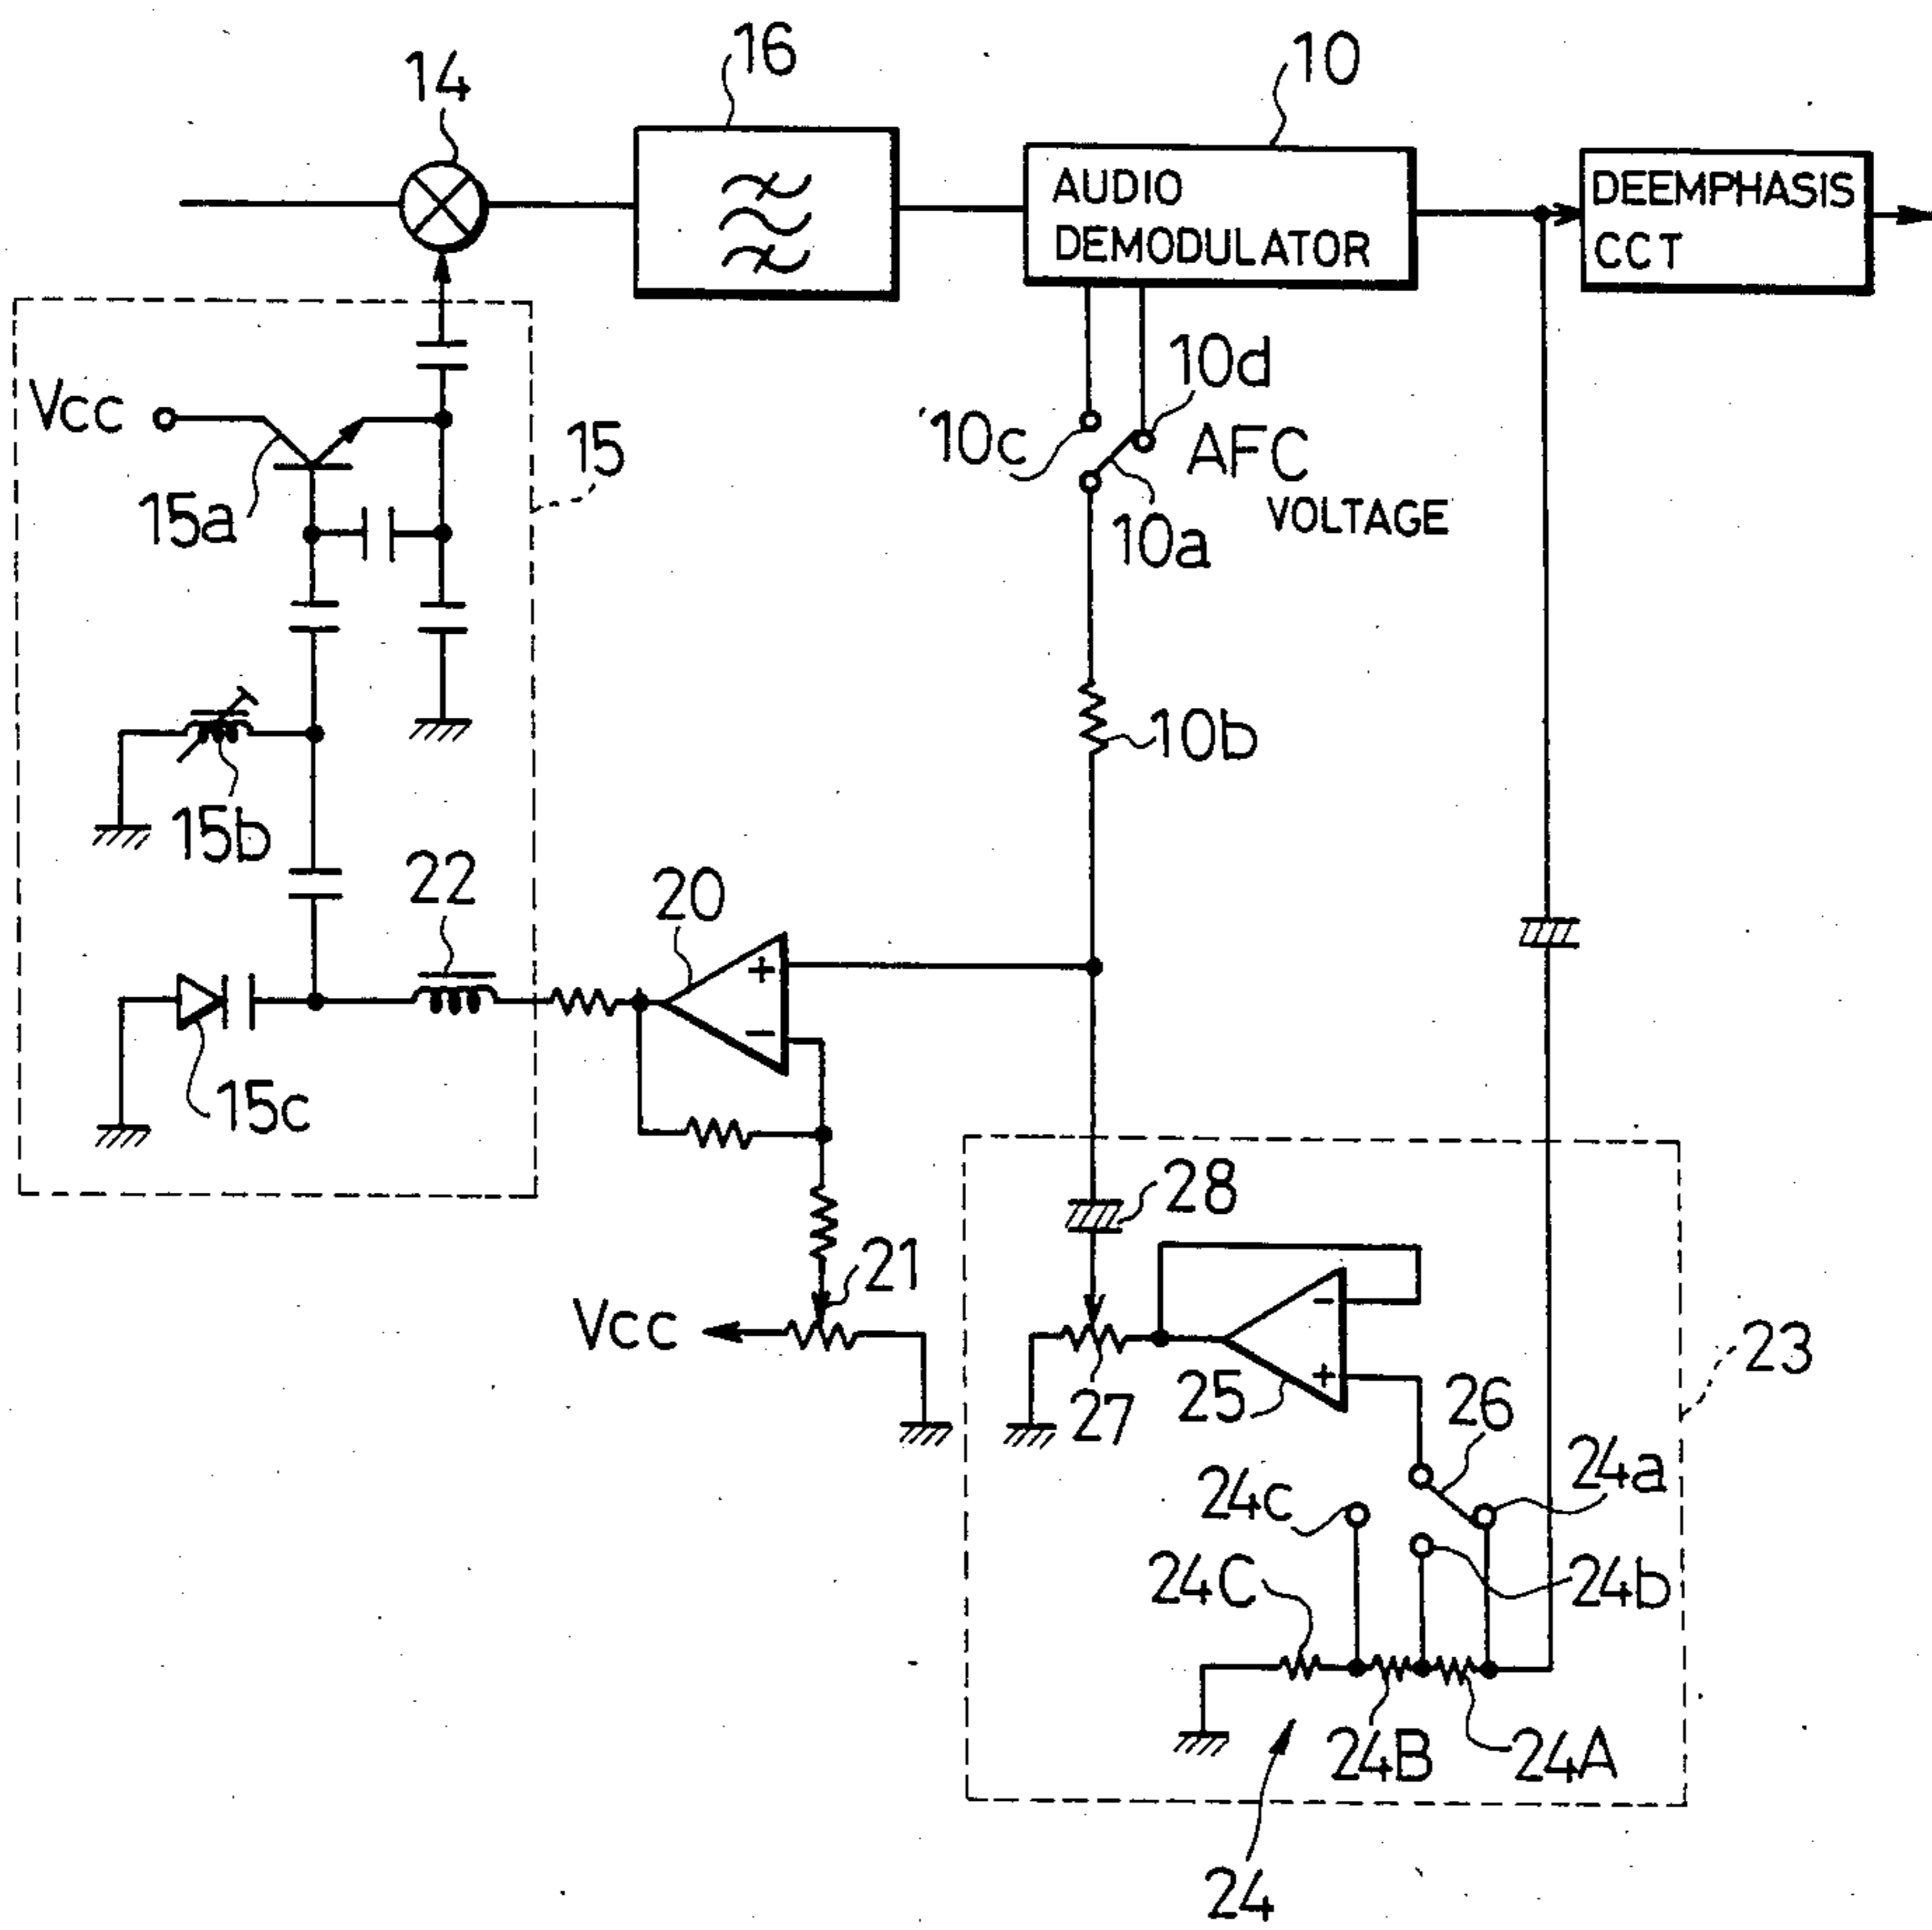 14
16
10
AUDIO
DEMODULATOR
DEEMPHASIS
CCT
Vcc
15a
15
10c
10d
AFC
VOLTAGE
10a
15b
10b
22
20
+
−
15c
28
21
Vcc
-
+
25
27
26
23
24c
24a
24C
24b
24B
24A
24